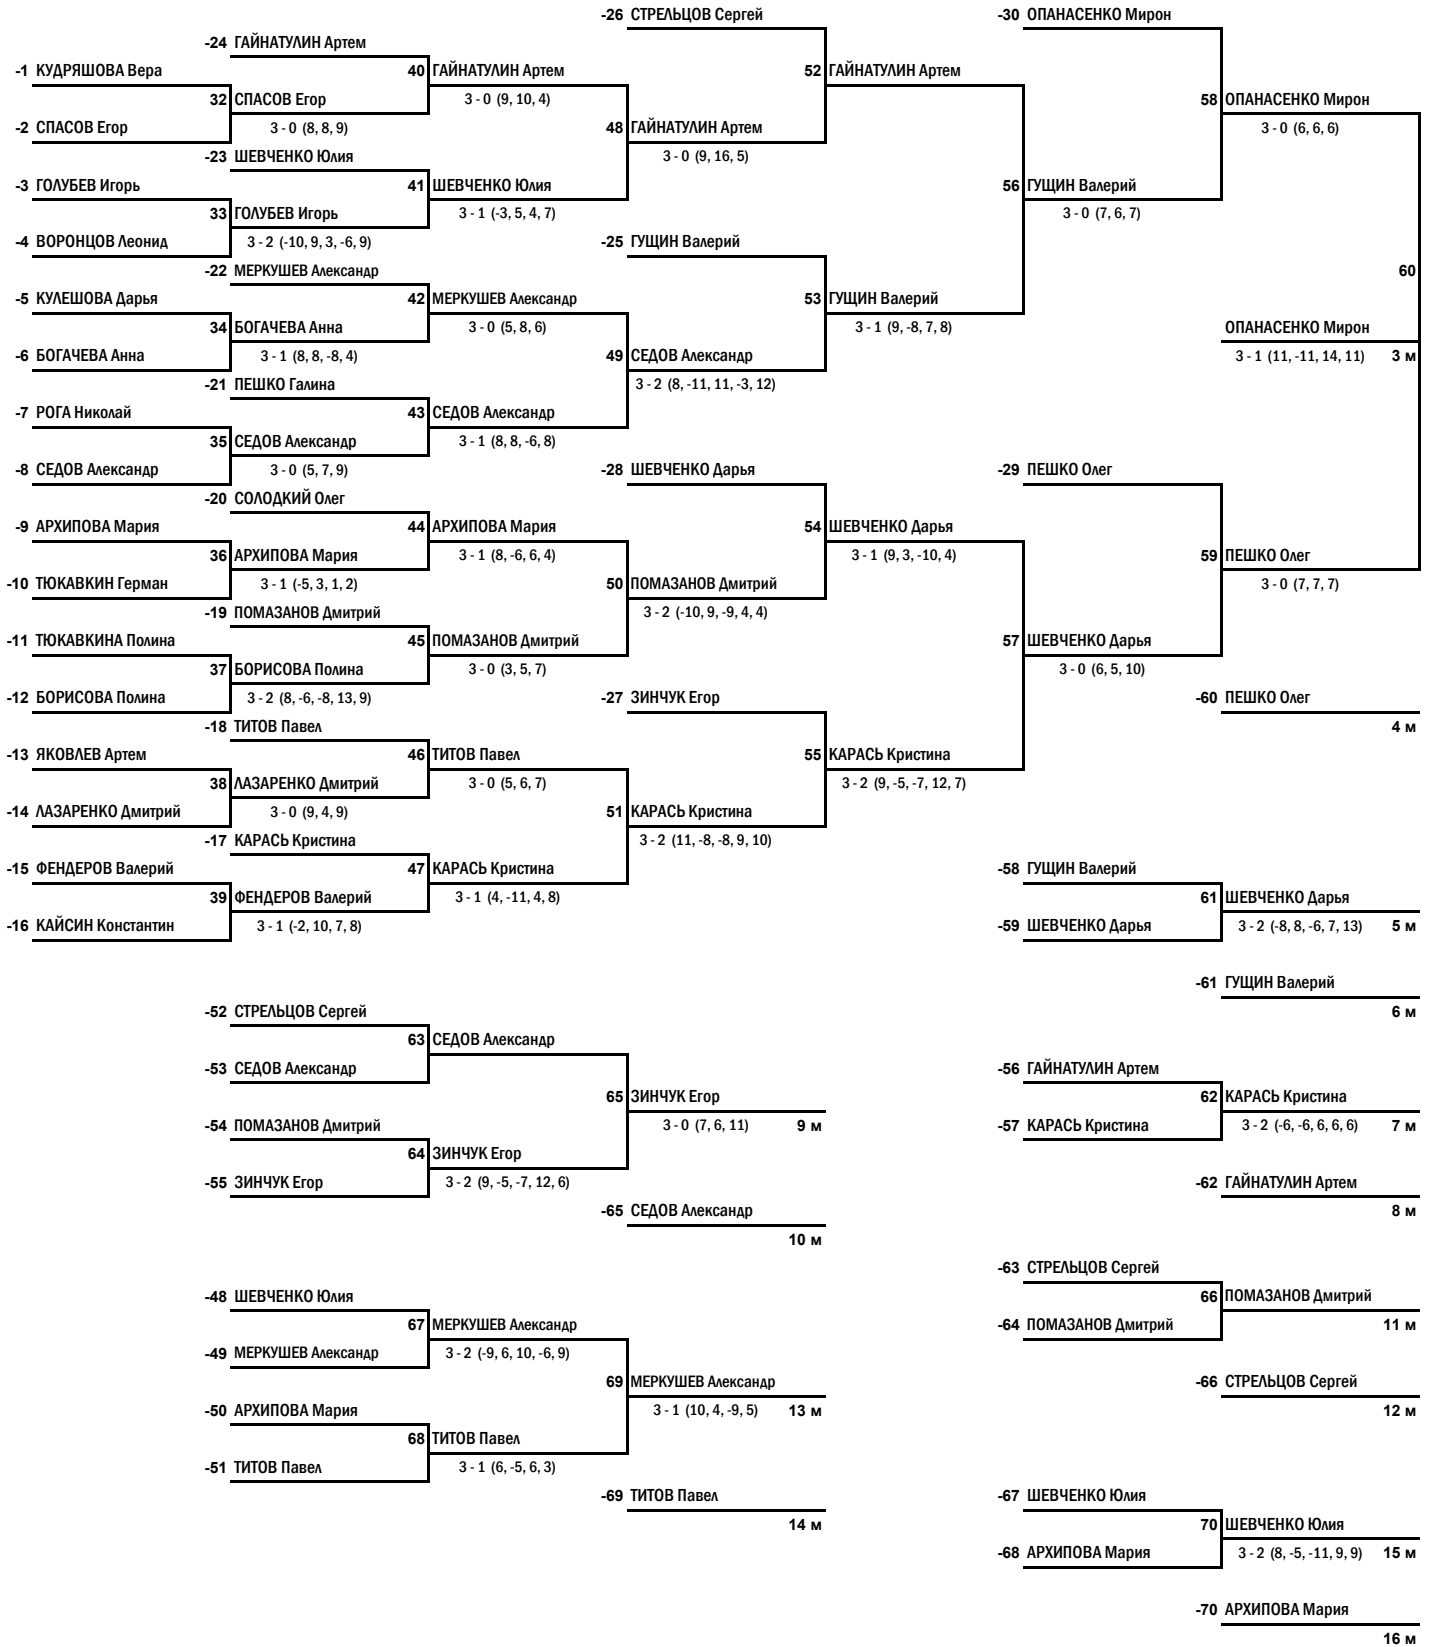 -26 СТРЕЛЬЦОВ Сергей -30 ОПАНАСЕНКО Мирон
-24 ГАЙНАТУЛИН Артем
-1 КУДРЯШОВА Вера 40 ГАЙНАТУЛИН Артем 52 ГАЙНАТУЛИН Артем
32 СПАСОВ Егор 3 - 0 (9, 10, 4) 58 ОПАНАСЕНКО Мирон
-2 СПАСОВ Егор 3 - 0 (8, 8, 9) 48 ГАЙНАТУЛИН Артем 3 - 0 (6, 6, 6)
-23 ШЕВЧЕНКО Юлия 3 - 0 (9, 16, 5)
-3 ГОЛУБЕВ Игорь 41 ШЕВЧЕНКО Юлия 56 ГУЩИН Валерий
33 ГОЛУБЕВ Игорь 3 - 1 (-3, 5, 4, 7) 3 - 0 (7, 6, 7)
-4 ВОРОНЦОВ Леонид 3 - 2 (-10, 9, 3, -6, 9) -25 ГУЩИН Валерий
-22 МЕРКУШЕВ Александр 60
-5 КУЛЕШОВА Дарья 42 МЕРКУШЕВ Александр 53 ГУЩИН Валерий
34 БОГАЧЕВА Анна 3 - 0 (5, 8, 6) 3 - 1 (9, -8, 7, 8) ОПАНАСЕНКО Мирон
-6 БОГАЧЕВА Анна 3 - 1 (8, 8, -8, 4) 49 СЕДОВ Александр 3 - 1 (11, -11, 14, 11) 3 м
-21 ПЕШКО Галина 3 - 2 (8, -11, 11, -3, 12)
-7 РОГА Николай 43 СЕДОВ Александр
35 СЕДОВ Александр 3 - 1 (8, 8, -6, 8)
-8 СЕДОВ Александр 3 - 0 (5, 7, 9) -28 ШЕВЧЕНКО Дарья -29 ПЕШКО Олег
-20 СОЛОДКИЙ Олег
-9 АРХИПОВА Мария 44 АРХИПОВА Мария 54 ШЕВЧЕНКО Дарья
36 АРХИПОВА Мария 3 - 1 (8, -6, 6, 4) 3 - 1 (9, 3, -10, 4) 59 ПЕШКО Олег
-10 ТЮКАВКИН Герман 3 - 1 (-5, 3, 1, 2) 50 ПОМАЗАНОВ Дмитрий 3 - 0 (7, 7, 7)
-19 ПОМАЗАНОВ Дмитрий 3 - 2 (-10, 9, -9, 4, 4)
-11 ТЮКАВКИНА Полина 45 ПОМАЗАНОВ Дмитрий 57 ШЕВЧЕНКО Дарья
37 БОРИСОВА Полина 3 - 0 (3, 5, 7) 3 - 0 (6, 5, 10)
-12 БОРИСОВА Полина 3 - 2 (8, -6, -8, 13, 9) -27 ЗИНЧУК Егор -60 ПЕШКО Олег
-18 ТИТОВ Павел 4 м
-13 ЯКОВЛЕВ Артем 46 ТИТОВ Павел 55 КАРАСЬ Кристина
38 ЛАЗАРЕНКО Дмитрий 3 - 0 (5, 6, 7) 3 - 2 (9, -5, -7, 12, 7)
-14 ЛАЗАРЕНКО Дмитрий 3 - 0 (9, 4, 9) 51 КАРАСЬ Кристина
-17 КАРАСЬ Кристина 3 - 2 (11, -8, -8, 9, 10)
-15 ФЕНДЕРОВ Валерий 47 КАРАСЬ Кристина -58 ГУЩИН Валерий
39 ФЕНДЕРОВ Валерий 3 - 1 (4, -11, 4, 8) 61 ШЕВЧЕНКО Дарья
-16 КАЙСИН Константин 3 - 1 (-2, 10, 7, 8) -59 ШЕВЧЕНКО Дарья 3 - 2 (-8, 8, -6, 7, 13) 5 м
-61 ГУЩИН Валерий
-52 СТРЕЛЬЦОВ Сергей 6 м
63 СЕДОВ Александр
-53 СЕДОВ Александр -56 ГАЙНАТУЛИН Артем
65 ЗИНЧУК Егор 62 КАРАСЬ Кристина
-54 ПОМАЗАНОВ Дмитрий 3 - 0 (7, 6, 11) 9 м -57 КАРАСЬ Кристина 3 - 2 (-6, -6, 6, 6, 6) 7 м
64 ЗИНЧУК Егор
-55 ЗИНЧУК Егор 3 - 2 (9, -5, -7, 12, 6) -62 ГАЙНАТУЛИН Артем
-65 СЕДОВ Александр 8 м
10 м
-63 СТРЕЛЬЦОВ Сергей
-48 ШЕВЧЕНКО Юлия 66 ПОМАЗАНОВ Дмитрий
67 МЕРКУШЕВ Александр -64 ПОМАЗАНОВ Дмитрий 11 м
-49 МЕРКУШЕВ Александр 3 - 2 (-9, 6, 10, -6, 9)
69 МЕРКУШЕВ Александр -66 СТРЕЛЬЦОВ Сергей
-50 АРХИПОВА Мария 3 - 1 (10, 4, -9, 5) 13 м 12 м
68 ТИТОВ Павел
-51 ТИТОВ Павел 3 - 1 (6, -5, 6, 3)
-69 ТИТОВ Павел -67 ШЕВЧЕНКО Юлия
14 м 70 ШЕВЧЕНКО Юлия
-68 АРХИПОВА Мария 3 - 2 (8, -5, -11, 9, 9) 15 м
-70 АРХИПОВА Мария
16 м